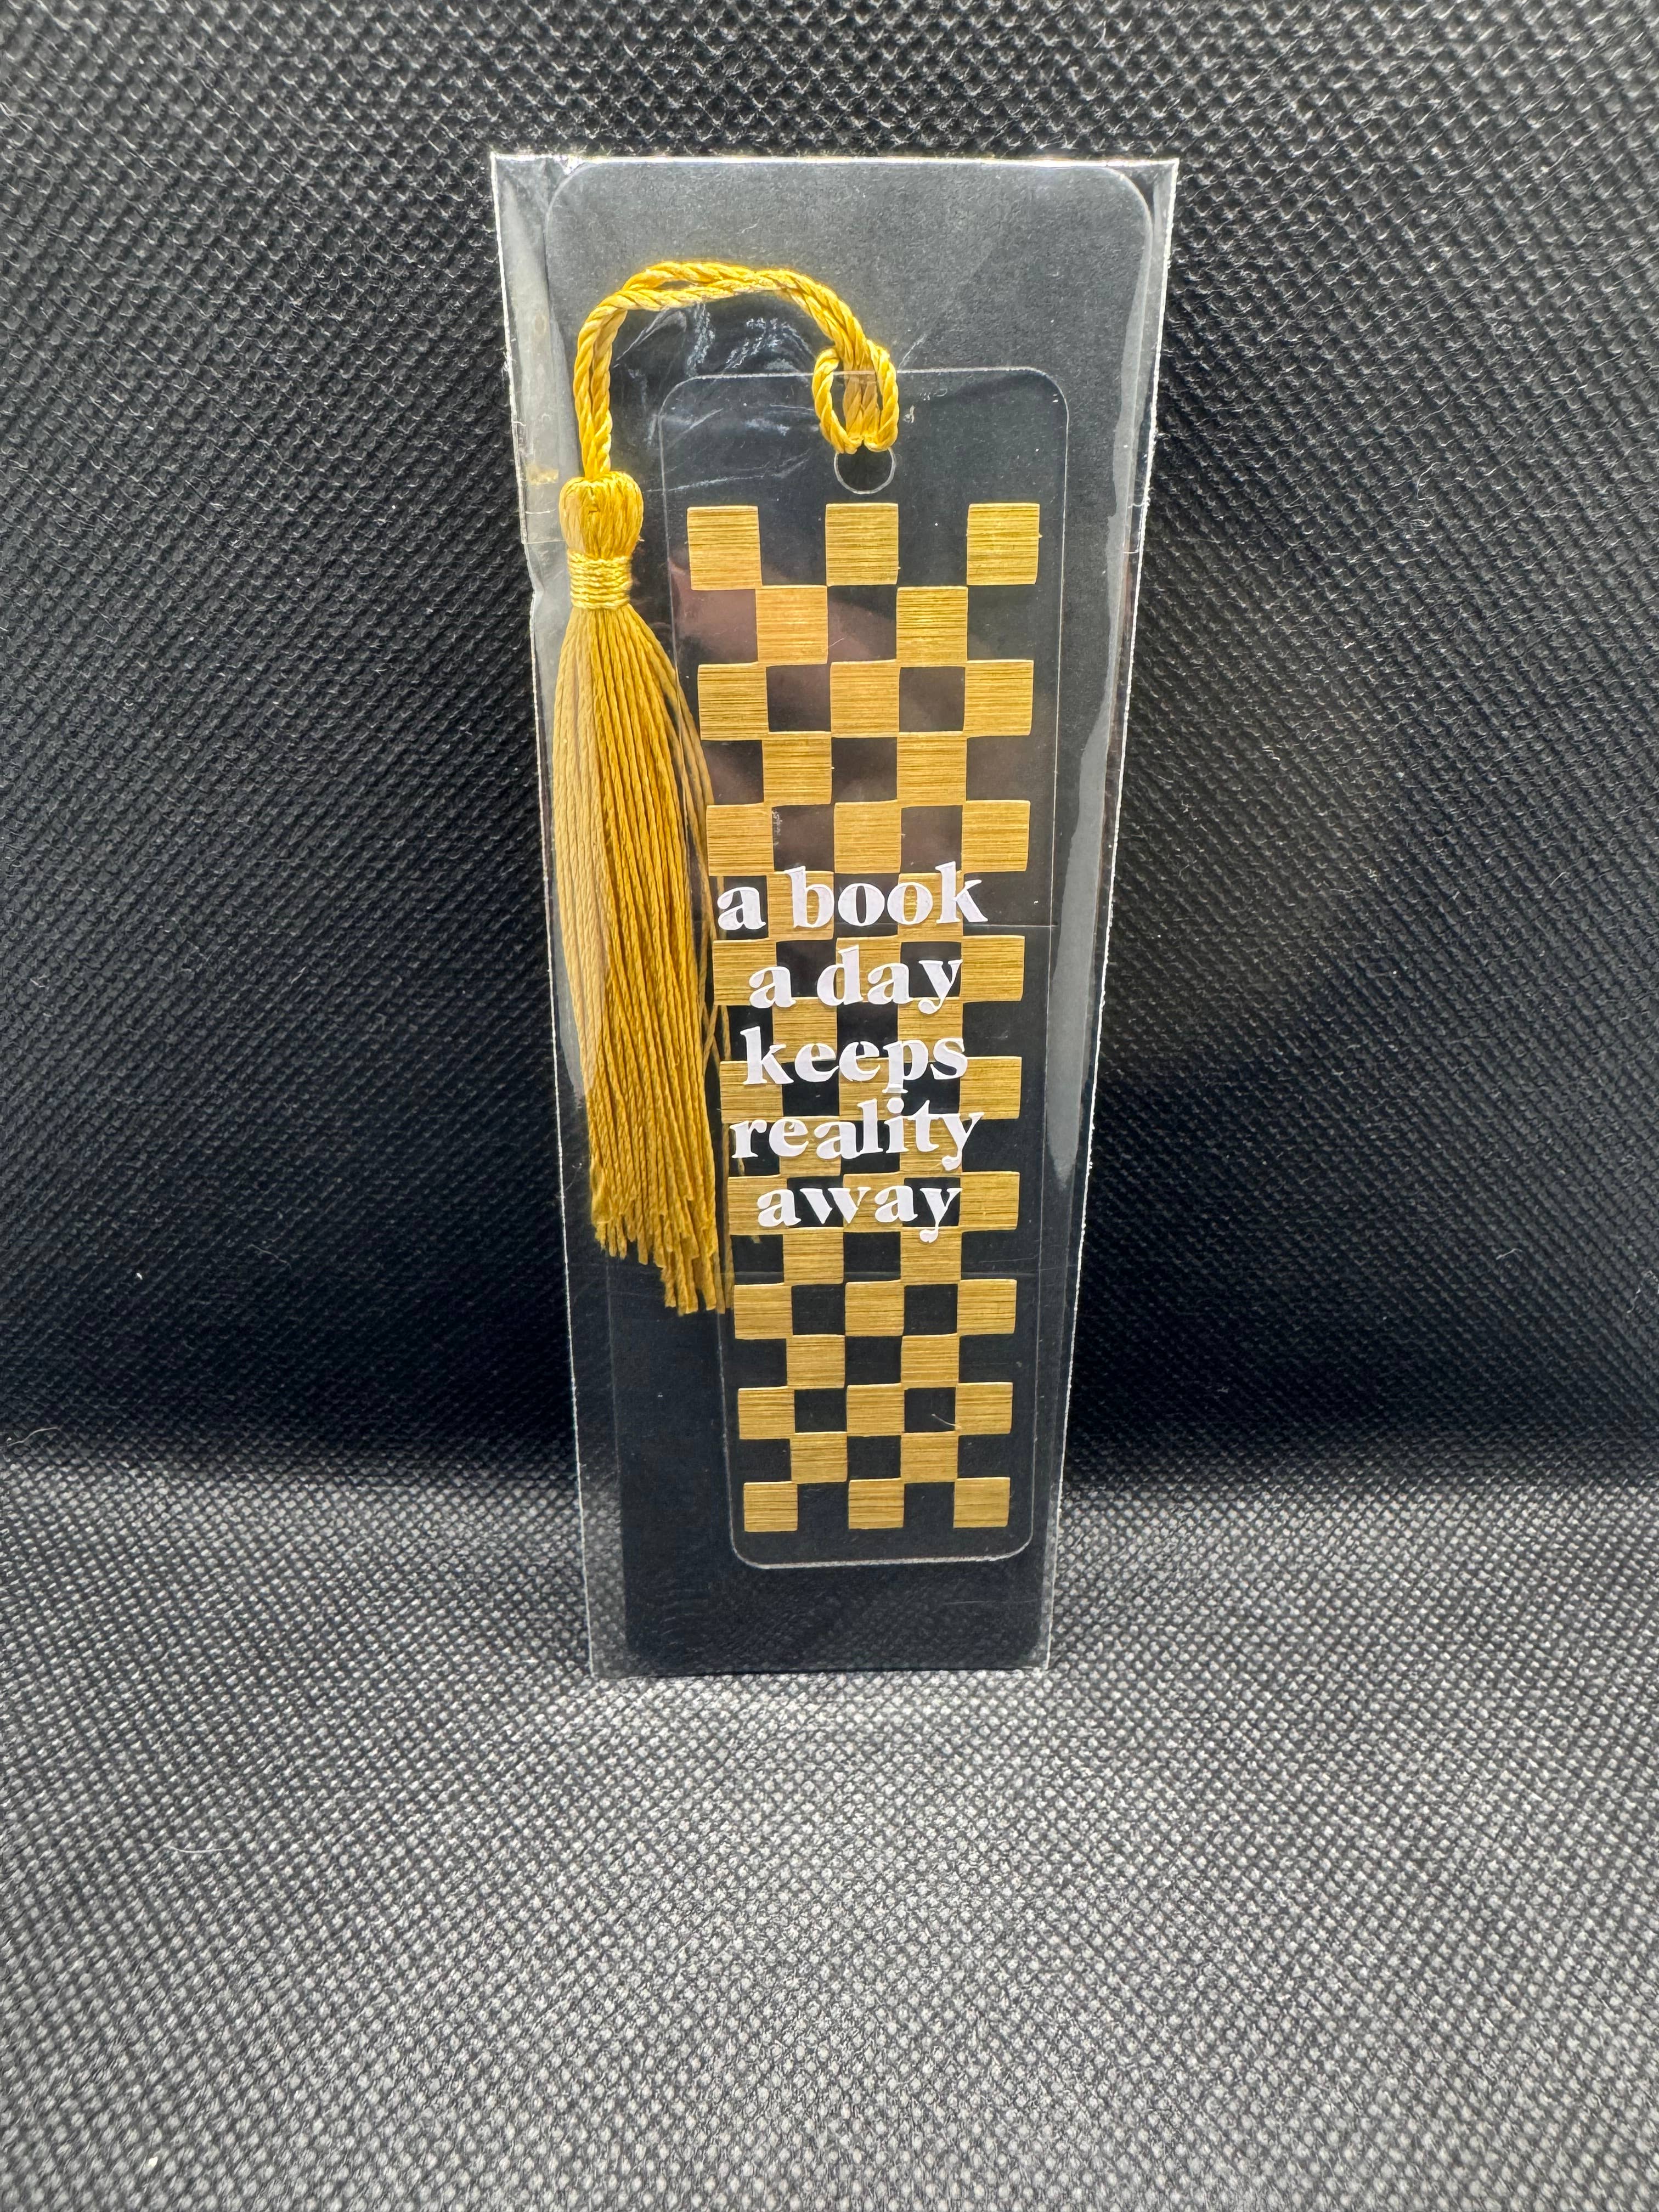 a book
a day
keeps
reality
away